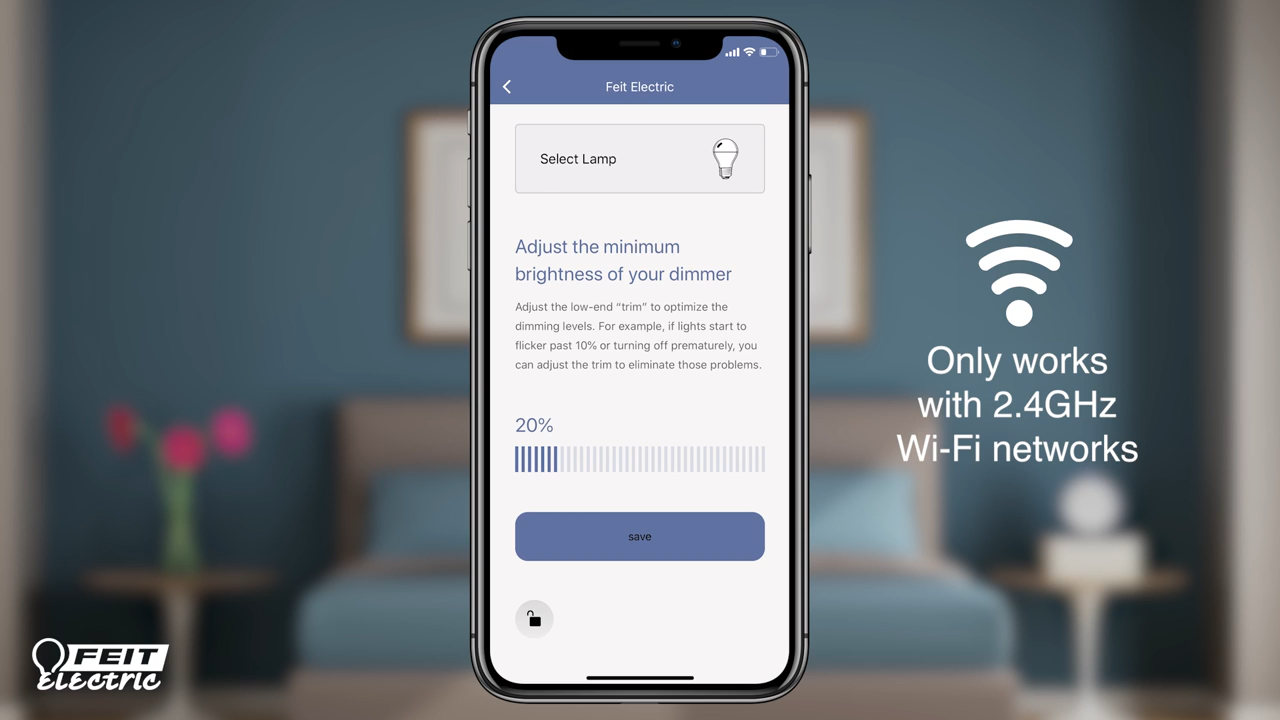 Feit Electric
Select Lamp
Adjust the minimum
brightness of your dimmer
Adjust the low-end “trim” to optimize the
dimming levels. For example, if lights start to
flicker past 10% or turning off prematurely, you
can adjust the trim to eliminate those problems.
20%
save
Only works
with 2.4GHz
Wi-Fi networks
FEIT
Electric